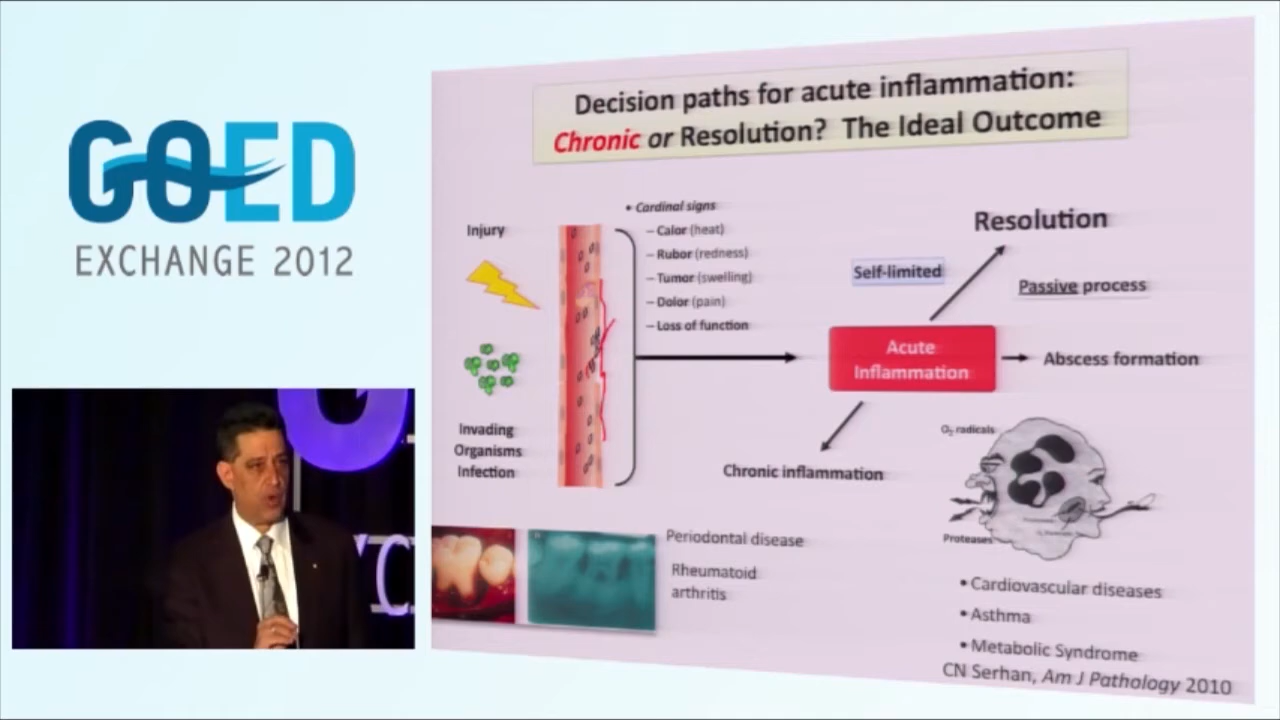 GOED
EXCHANGE 2012
Decision paths for acute inflammation:
Chronic or Resolution? The Ideal Outcome
Injury
Invading
Organisms
Infection
• Cardinal signs
– Calor (heat)
– Rubor (redness)
– Tumor (swelling)
– Dolor (pain)
– Loss of function
Self-limited
Resolution
Passive process
Acute
Inflammation
Abscess formation
Chronic inflammation
O₂ radicals
Proteases
Periodontal disease
Rheumatoid
arthritis
• Cardiovascular diseases
• Asthma
• Metabolic Syndrome
CN Serhan, Am J Pathology 2010